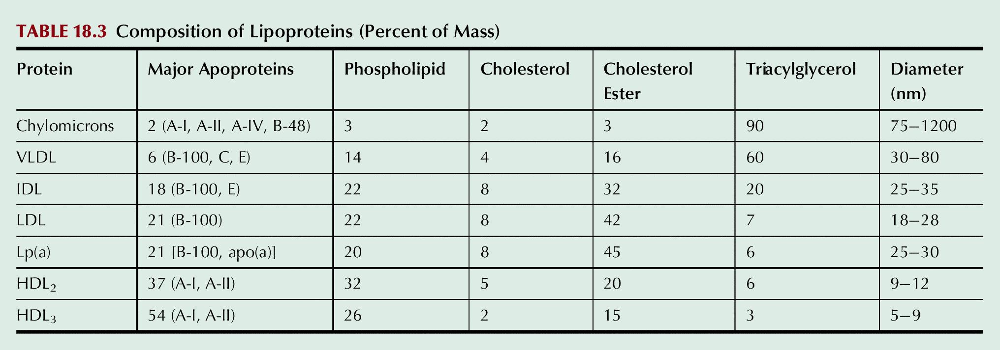 TABLE 18.3 Composition of Lipoproteins (Percent of Mass)
Protein Major Apoproteins Phospholipid Cholesterol Cholesterol Ester Triacylglycerol Diameter (nm)
Chylomicrons 2 (A-I, A-II, A-IV, B-48) 3 2 3 90 75–1200
VLDL 6 (B-100, C, E) 14 4 16 60 30–80
IDL 18 (B-100, E) 22 8 32 20 25–35
LDL 21 (B-100) 22 8 42 7 18–28
Lp(a) 21 [B-100, apo(a)] 20 8 45 6 25–30
HDL₂ 37 (A-I, A-II) 32 5 20 6 9–12
HDL₃ 54 (A-I, A-II) 26 2 15 3 5–9